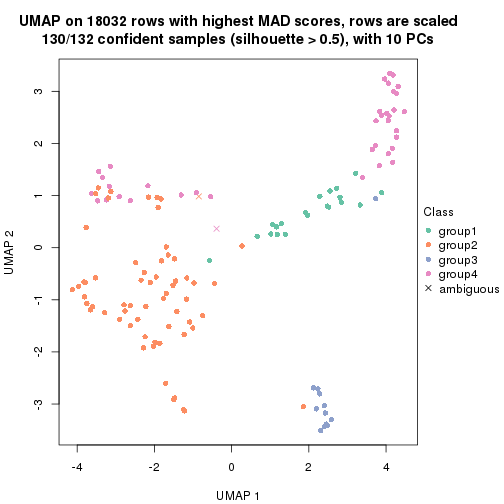 UMAP on 18032 rows with highest MAD scores, rows are scaled
130/132 confident samples (silhouette > 0.5), with 10 PCs
3
2
1
0
-1
-2
-3
UMAP 2
-4
-2
0
2
4
UMAP 1
Class
group1
group2
group3
group4
ambiguous